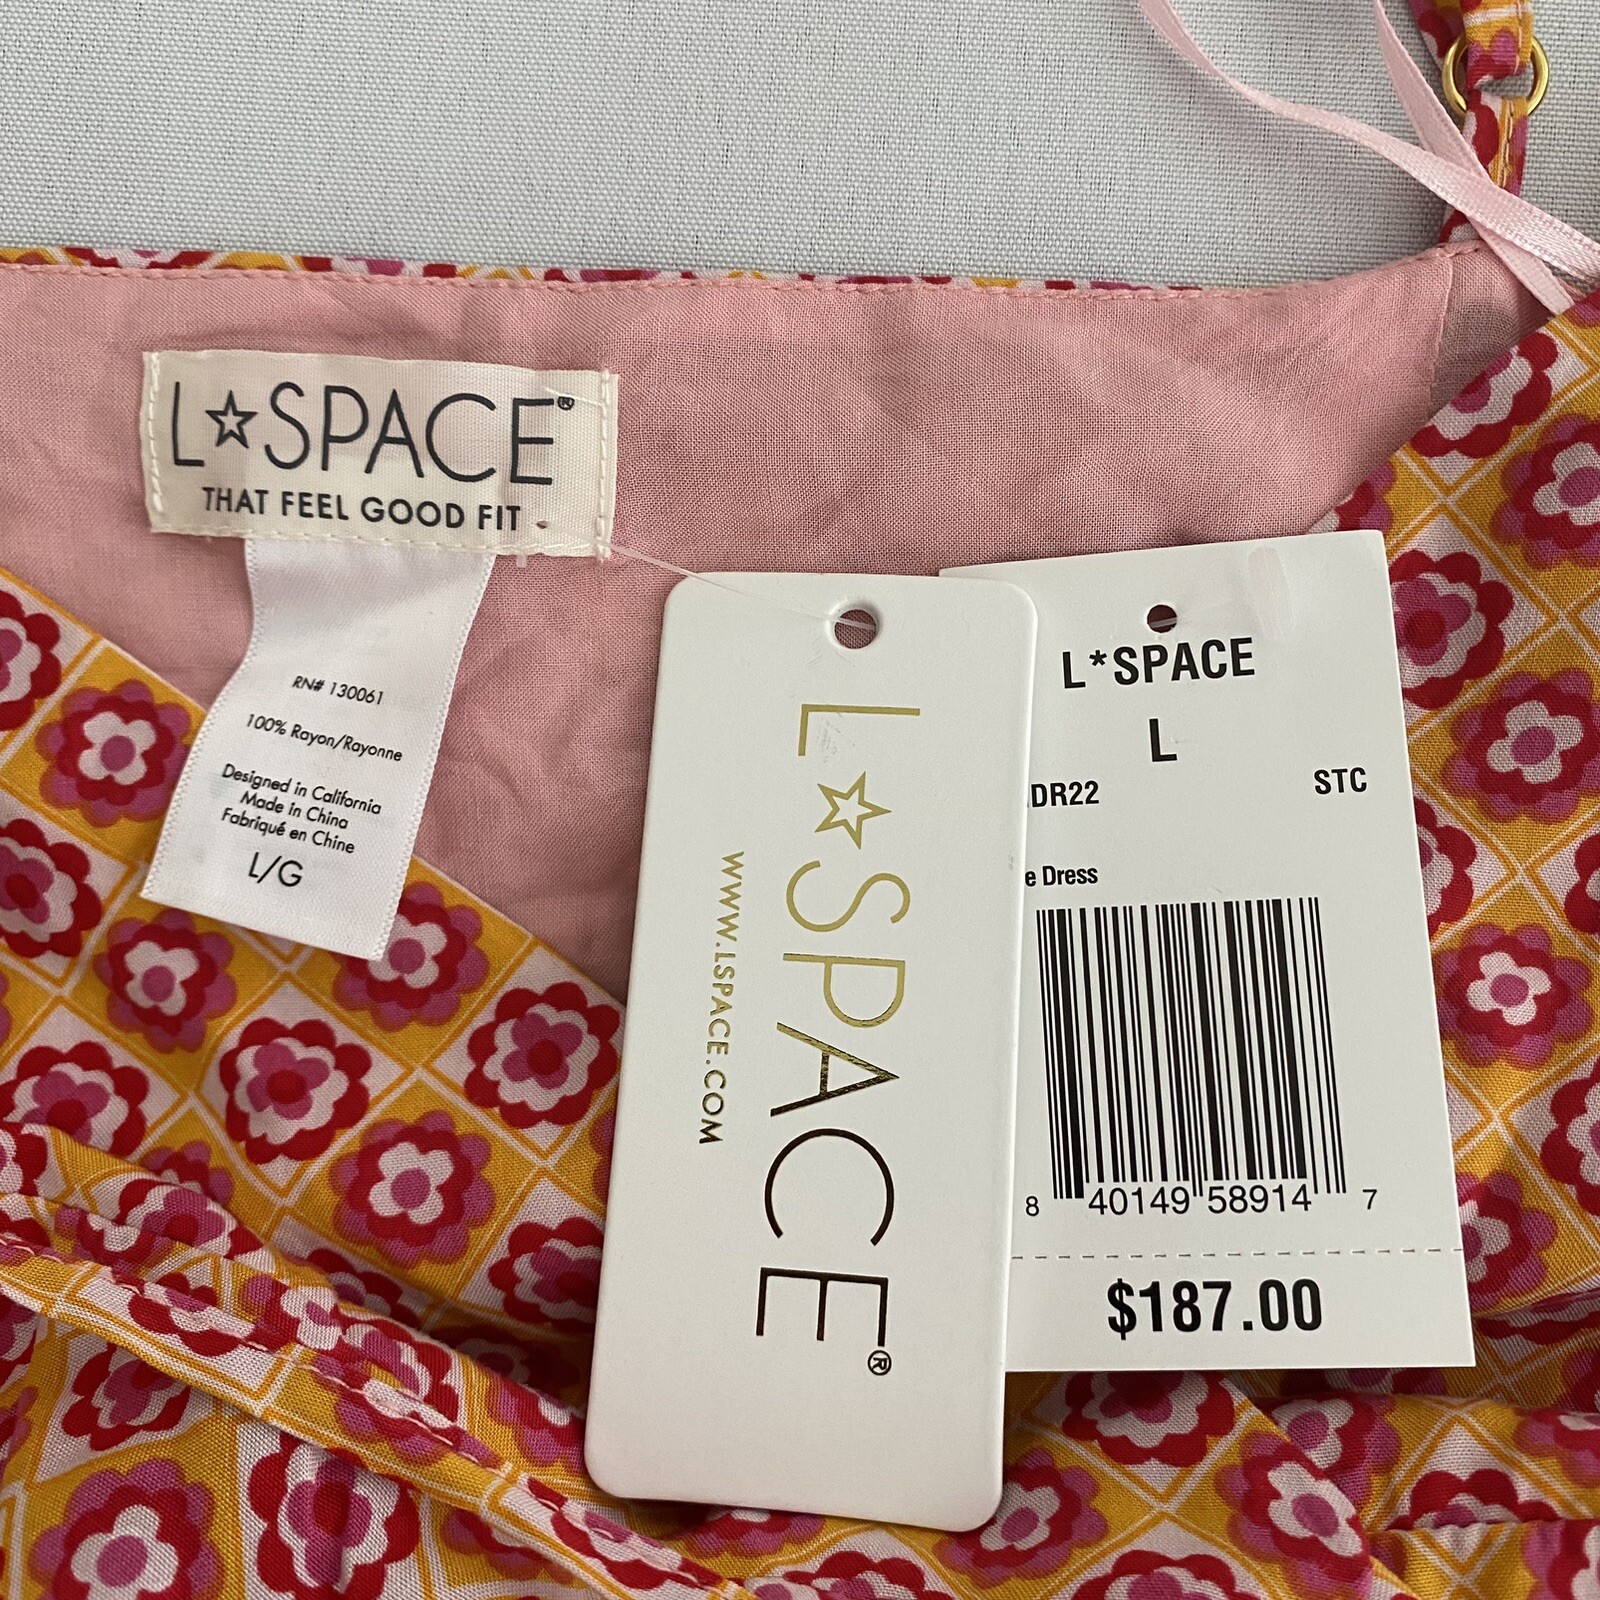 L☆SPACE®
THAT FEEL GOOD FIT
RN# 130061
100% Rayon/Rayonne
Designed in California
Made in China
Fabriqué en Chine
L/G
L☆SPACE®
WWW.LSPACE.COM
L*SPACE
L
DR22 STC
e Dress
8 40149 58914 7
$187.00